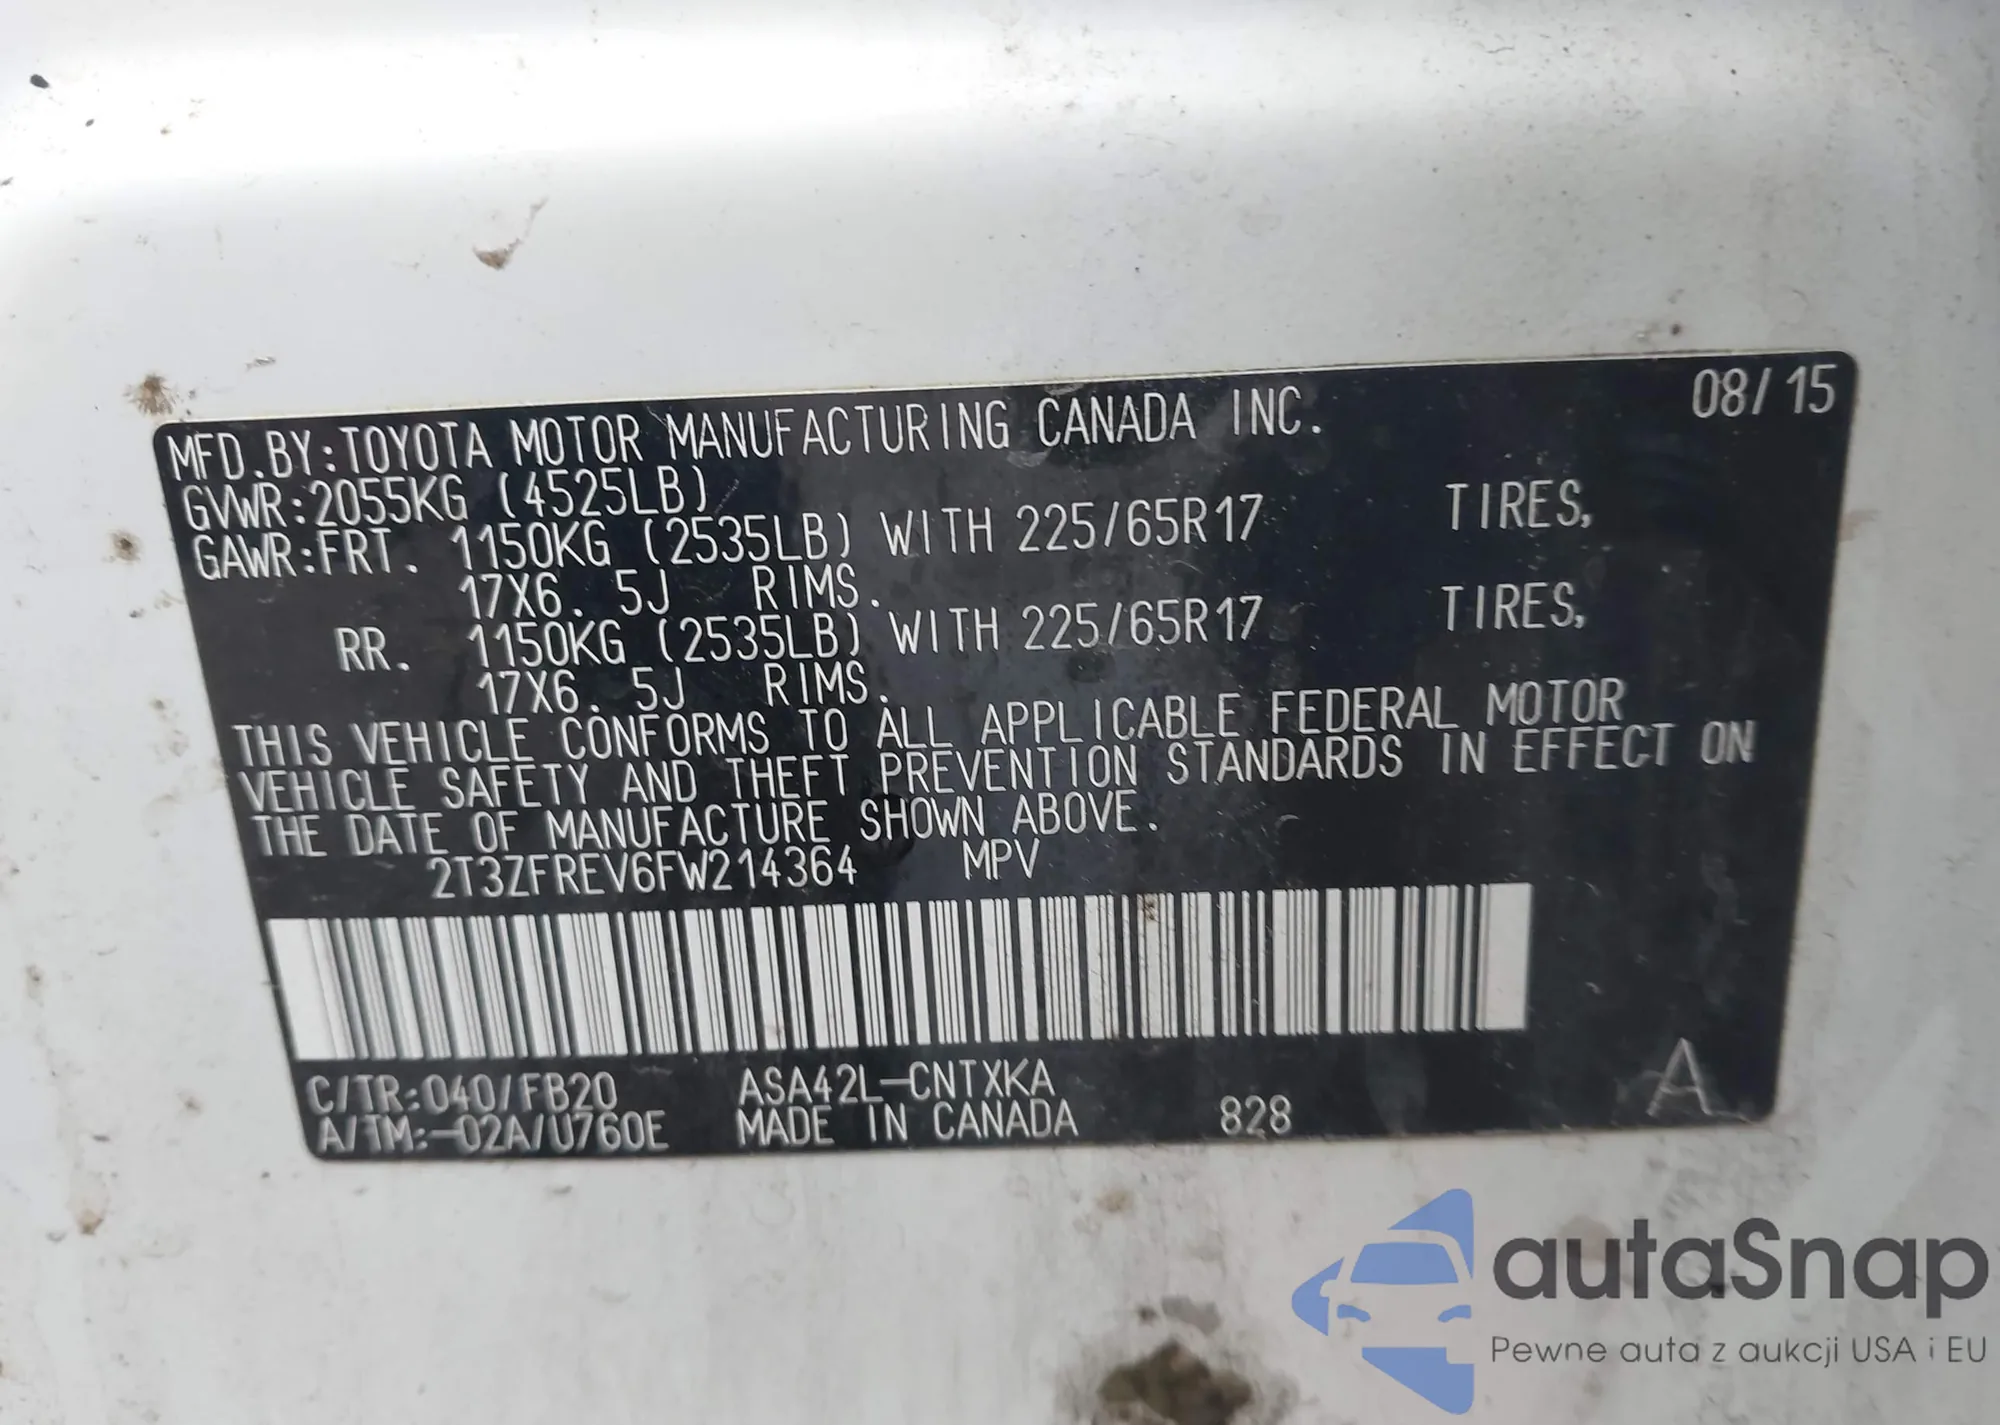 08/15
MFD.BY:TOYOTA MOTOR MANUFACTURING CANADA INC.
GVWR:2055KG (4525LB)
GAWR:FRT. 1150KG (2535LB) WITH 225/65R17 TIRES,
17X6.5J RIMS.
RR. 1150KG (2535LB) WITH 225/65R17 TIRES,
17X6.5J RIMS.
THIS VEHICLE CONFORMS TO ALL APPLICABLE FEDERAL MOTOR
VEHICLE SAFETY AND THEFT PREVENTION STANDARDS IN EFFECT ON
THE DATE OF MANUFACTURE SHOWN ABOVE.
2T3ZFREV6FW214364 MPV
C/TR:040/FB20 ASA42L-CNTXKA
A/TM:-02A/U760E MADE IN CANADA 828
A
autaSnap
Pewne auta z aukcji USA i EU